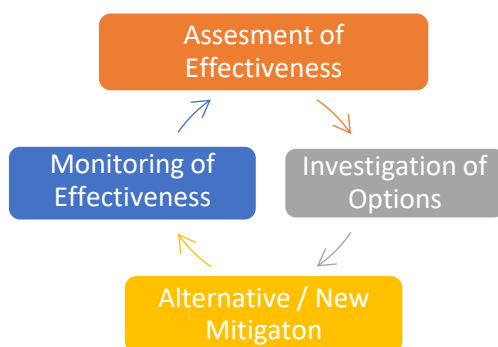 Assesment of
Effectiveness
Monitoring of
Effectiveness
Investigation of
Options
Alternative / New
Mitigaton